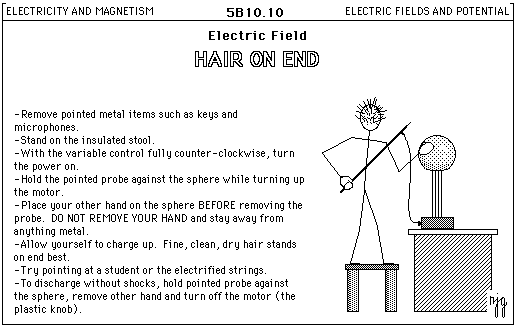 ELECTRICITY AND MAGNETISM 5B10.10 ELECTRIC FIELDS AND POTENTIAL
Electric Field
HAIR ON END
-Remove pointed metal items such as keys and
microphones.
-Stand on the insulated stool.
-With the variable control fully counter-clockwise, turn
the power on.
-Hold the pointed probe against the sphere while turning up
the motor.
-Place your other hand on the sphere BEFORE removing the
probe. DO NOT REMOVE YOUR HAND and stay away from
anything metal.
-Allow yourself to charge up. Fine, clean, dry hair stands
on end best.
-Try pointing at a student or the electrified strings.
-To discharge without shocks, hold pointed probe against
the sphere, remove other hand and turn off the motor (the
plastic knob).
njg